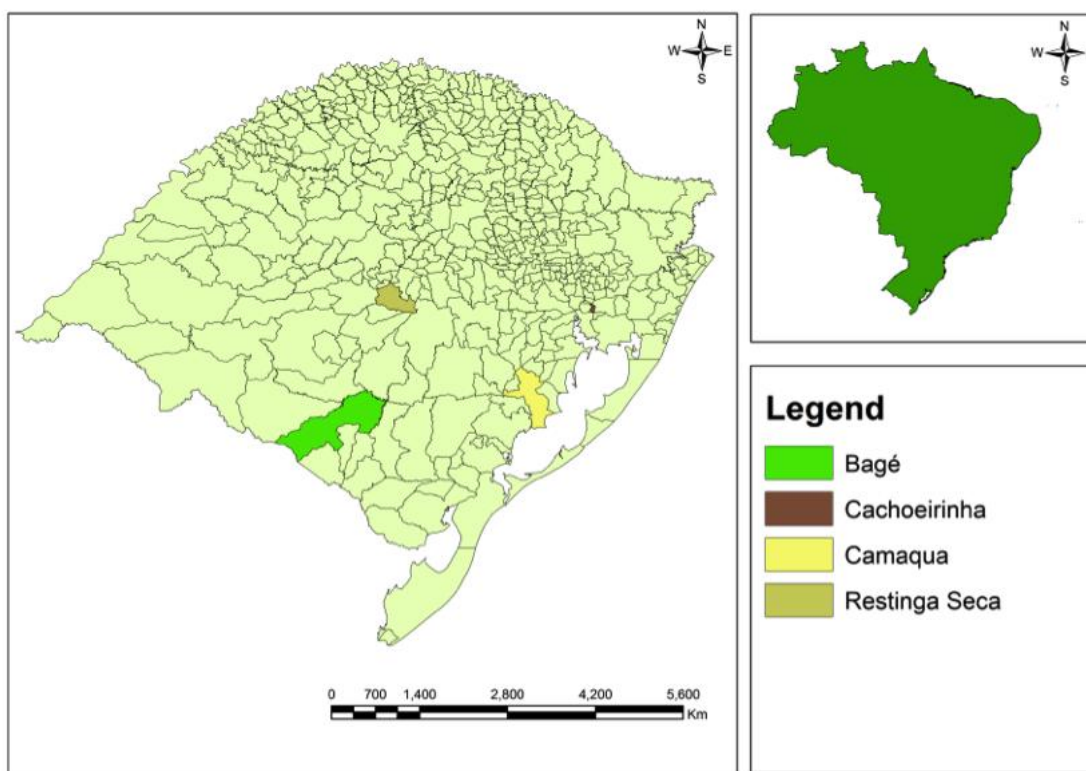 N
W E
S
0 700 1,400 2,800 4,200 5,600
Km
N
W E
S
Legend
Bagé
Cachoeirinha
Camaqua
Restinga Seca